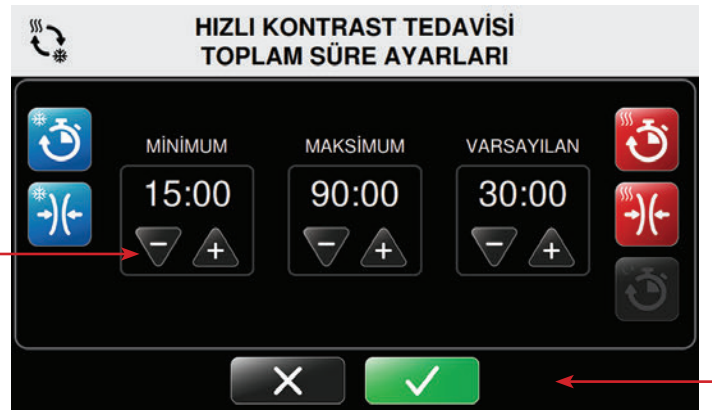 HIZLI KONTRAST TEDAVİSİ
TOPLAM SÜRE AYARLARI
MİNİMUM MAKSİMUM VARSAYILAN
15:00 90:00 30:00